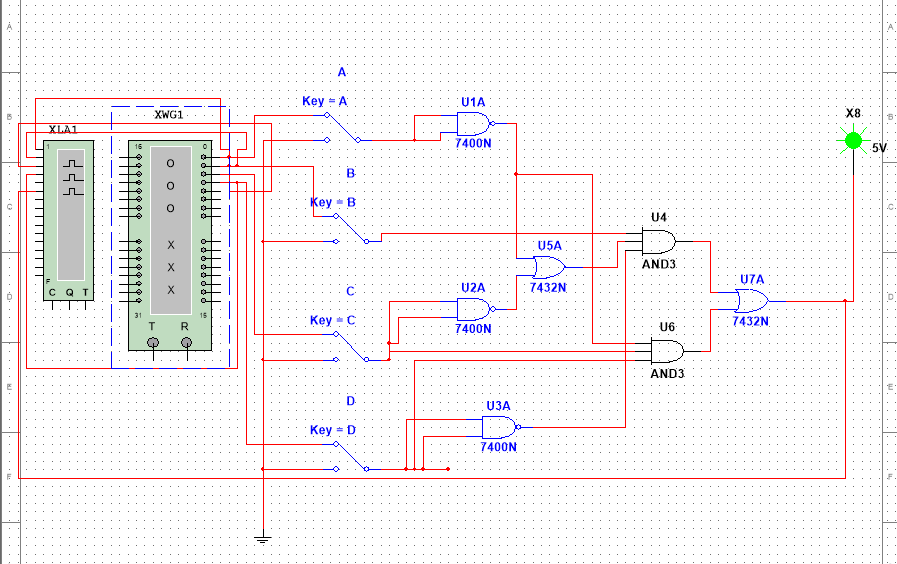 A
A
A
X8
5V
XWG1
Key = A
U1A
B
XLA1
7400N
B
1
16
0
O
O
O
B
Key = B
C
C
U4
AND3
X
X
X
U5A
7432N
F
C Q T
C
U2A
U7A
D
D
31
15
T R
Key = C
7400N
7432N
U6
AND3
E
E
D
U3A
Key = D
7400N
F
F